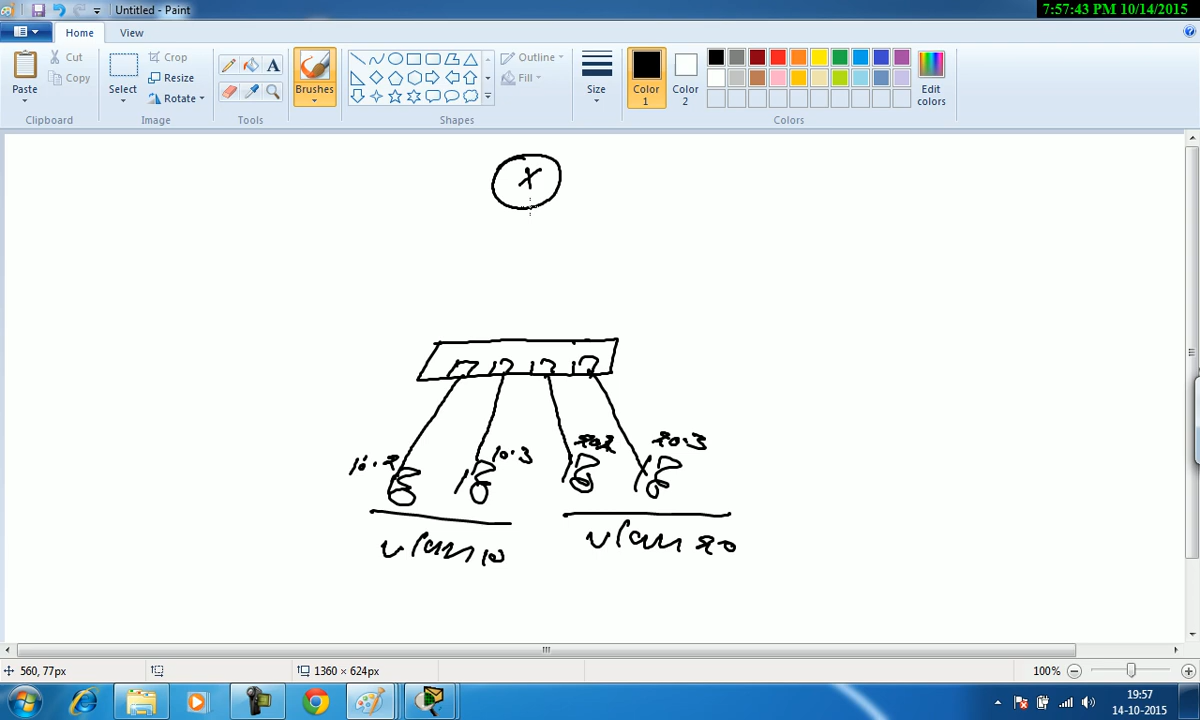 Untitled - Paint
7:57:43 PM 10/14/2015
Home
View
Paste
Cut
Copy
Clipboard
Select
Crop
Resize
Rotate
Image
A
Tools
Brushes
Outline
Fill
Shapes
Size
Color 1
Color 2
Edit colors
Colors
X
10.2
10.3
20.2
20.3
vlan 10
vlan 20
560, 77px
1360 × 624px
100%
19:57
14-10-2015